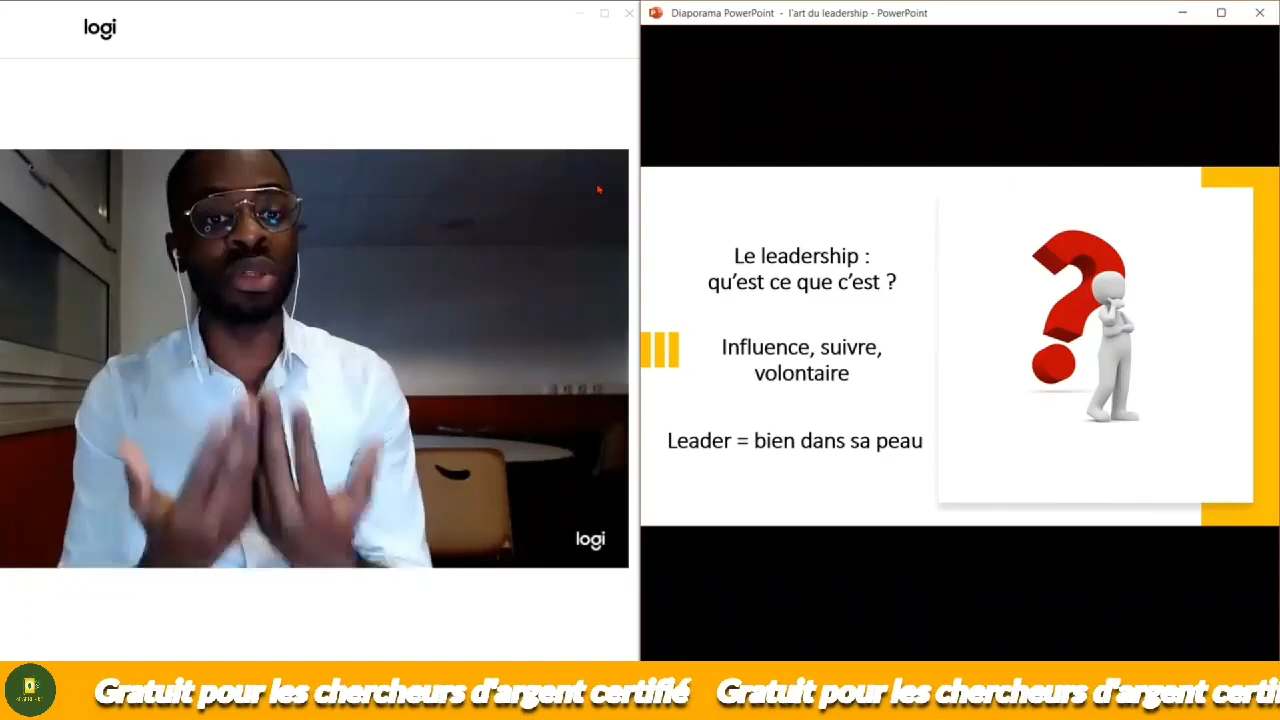 logi
Diaporama PowerPoint - l'art du leadership - PowerPoint
Le leadership :
qu'est ce que c'est ?
Influence, suivre,
volontaire
Leader = bien dans sa peau
logi
Gratuit pour les chercheurs d'argent certifié Gratuit pour les chercheurs d'argent certi